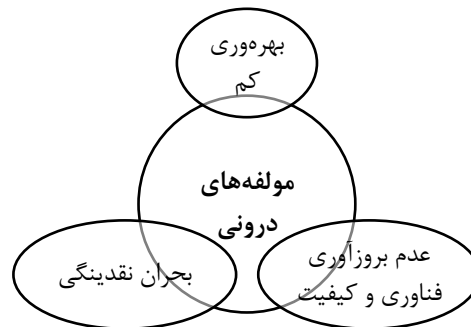 بهره‌وری
کم
مولفه‌های
درونی
عدم بروزآوری
فناوری و کیفیت
بحران نقدینگی